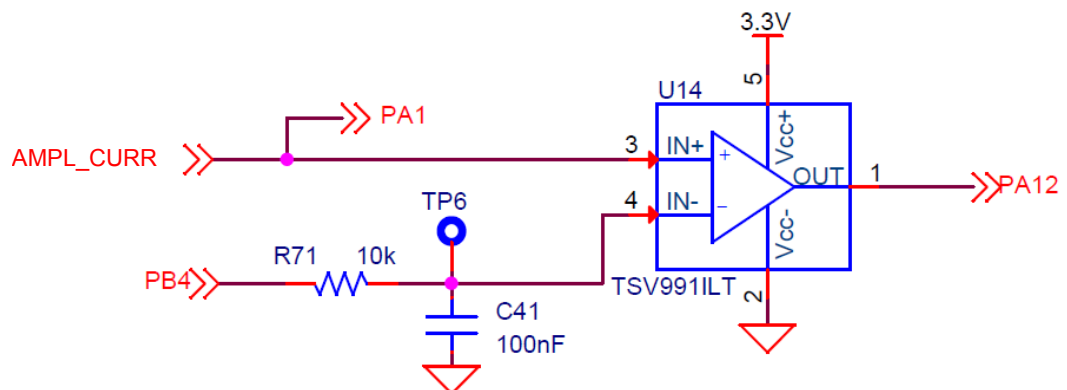 3.3V
5
U14
PA1
Vcc+
AMPL_CURR
3
IN+
+
OUT
1
PA12
4
IN-
−
Vcc-
TP6
R71 10k
PB4
TSV991ILT
2
C41
100nF